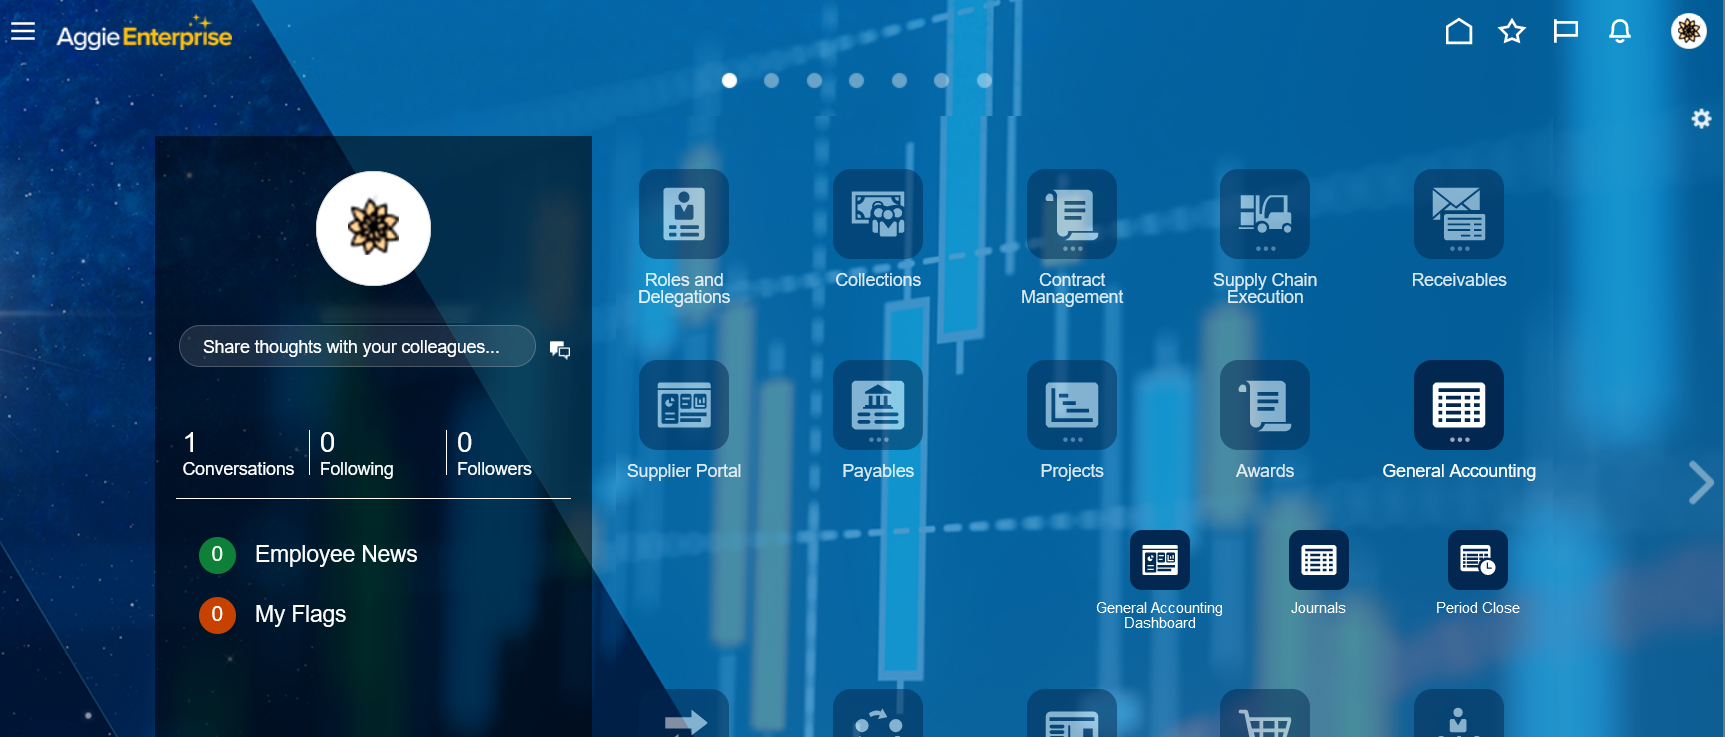 Aggie Enterprise
Share thoughts with your colleagues...
1
Conversations
0
Following
0
Followers
0
Employee News
0
My Flags
Roles and
Delegations
Collections
Contract
Management
Supply Chain
Execution
Receivables
Supplier Portal
Payables
Projects
Awards
General Accounting
General Accounting
Dashboard
Journals
Period Close